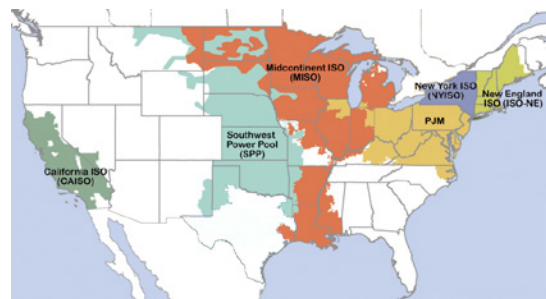 Midcontinent ISO
(MISO)
New York ISO
(NYISO)
New England
ISO (ISO-NE)
PJM
Southwest
Power Pool
(SPP)
California ISO
(CAISO)